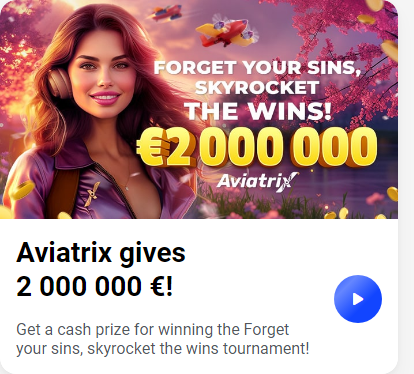 FORGET YOUR SINS,
SKYROCKET
THE WINS!
€2 000 000
Aviatrix
Aviatrix gives
2 000 000 €!
Get a cash prize for winning the Forget
your sins, skyrocket the wins tournament!